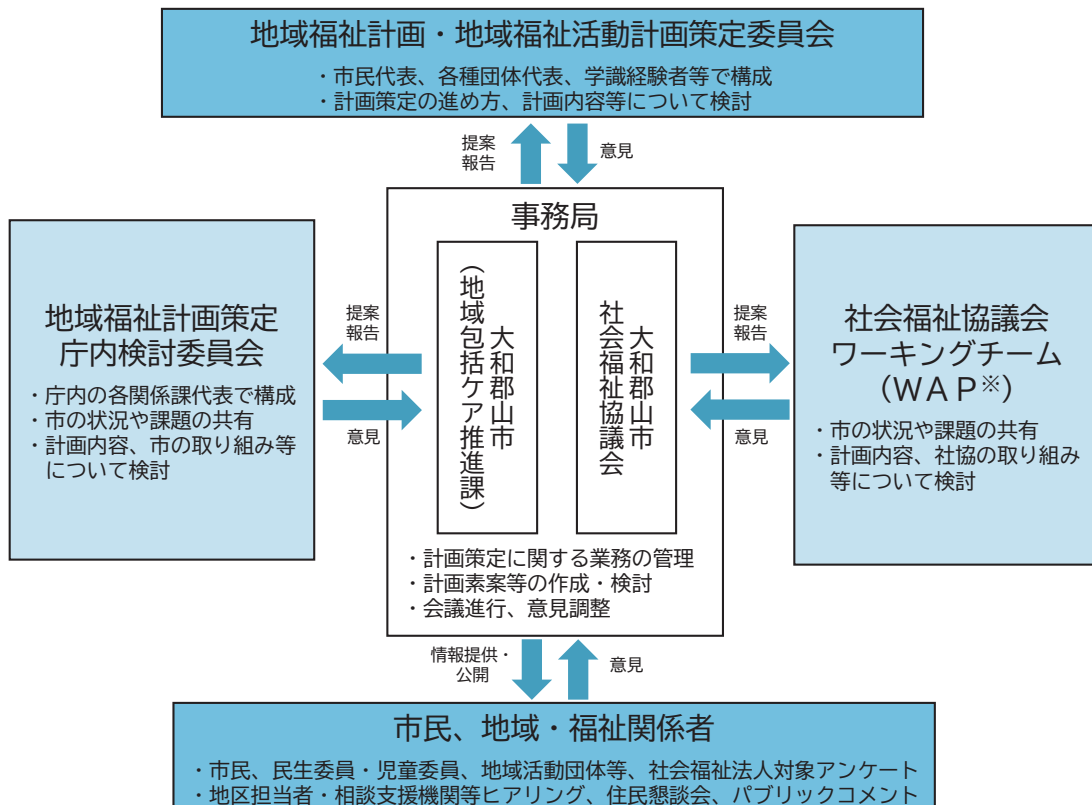 地域福祉計画・地域福祉活動計画策定委員会
・市民代表、各種団体代表、学識経験者等で構成
・計画策定の進め方、計画内容等について検討
提案
報告
意見
事務局
大和郡山市
（地域包括ケア推進課）
大和郡山市
社会福祉協議会
・計画策定に関する業務の管理
・計画素案等の作成・検討
・会議進行、意見調整
地域福祉計画策定
庁内検討委員会
・庁内の各関係課代表で構成
・市の状況や課題の共有
・計画内容、市の取り組み等
について検討
提案
報告
意見
提案
報告
意見
社会福祉協議会
ワーキングチーム
（ＷＡＰ※）
・市の状況や課題の共有
・計画内容、社協の取り組み
等について検討
情報提供・
公開
意見
市民、地域・福祉関係者
・市民、民生委員・児童委員、地域活動団体等、社会福祉法人対象アンケート
・地区担当者・相談支援機関等ヒアリング、住民懇談会、パブリックコメント